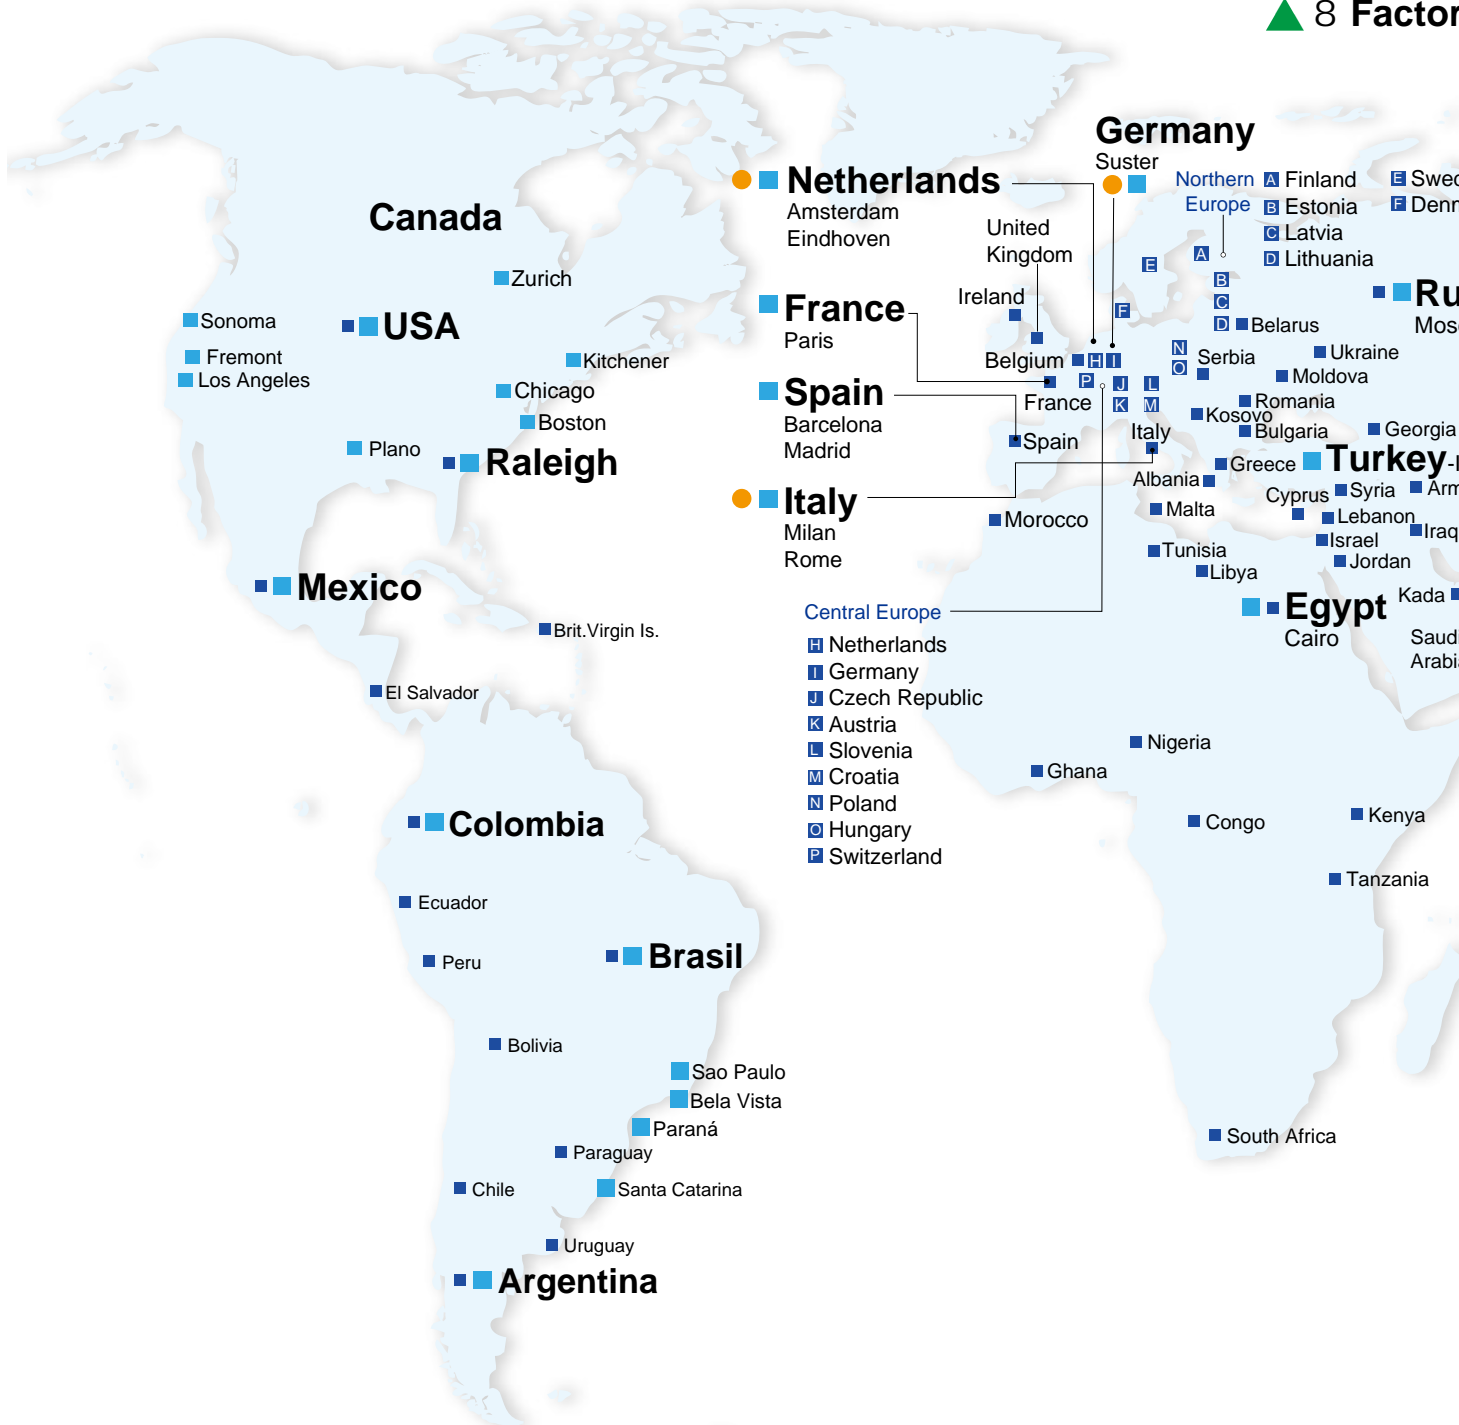 8 Factor
Germany
Suster
Netherlands
Amsterdam
Eindhoven
Northern
Europe
A Finland
B Estonia
C Latvia
D Lithuania
E Swed
F Denm
Canada
United
Kingdom
Zurich
E
A
B
C
D
F
Ireland
France
Paris
Ru
Mosc
Sonoma
USA
Belarus
Fremont
Los Angeles
Kitchener
Belgium
H
I
N
O
Serbia
Ukraine
Moldova
P
J
L
K
M
Chicago
Spain
Barcelona
Madrid
France
Romania
Kosovo
Boston
Bulgaria
Georgia
Italy
Plano
Raleigh
Spain
Greece
Turkey
Albania
Cyprus
Syria
Arm
Italy
Milan
Rome
Malta
Lebanon
Iraq
Morocco
Israel
Tunisia
Jordan
Libya
Mexico
Egypt
Cairo
Kada
Saudi
Arabia
Central Europe
H Netherlands
I Germany
J Czech Republic
K Austria
L Slovenia
M Croatia
N Poland
O Hungary
P Switzerland
Brit.Virgin Is.
El Salvador
Nigeria
Ghana
Colombia
Congo
Kenya
Ecuador
Tanzania
Brasil
Peru
Bolivia
Sao Paulo
Bela Vista
Paraná
South Africa
Paraguay
Chile
Santa Catarina
Uruguay
Argentina